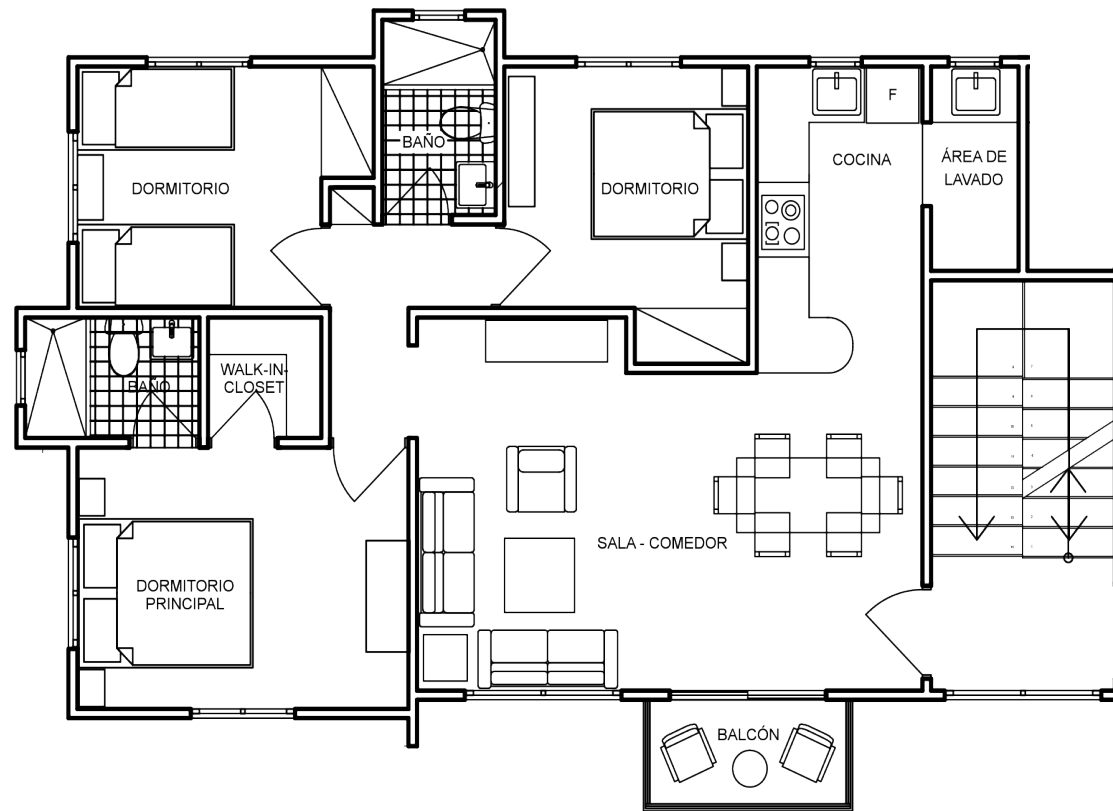 BAÑO
F
DORMITORIO
DORMITORIO
COCINA
ÁREA DE
LAVADO
WALK-IN-
CLOSET
BAÑO
SALA - COMEDOR
DORMITORIO
PRINCIPAL
BALCÓN